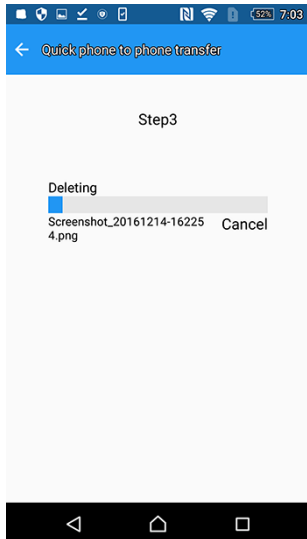 52% 7:03
Quick phone to phone transfer
Step3
Deleting
Screenshot_20161214-16225
4.png
Cancel